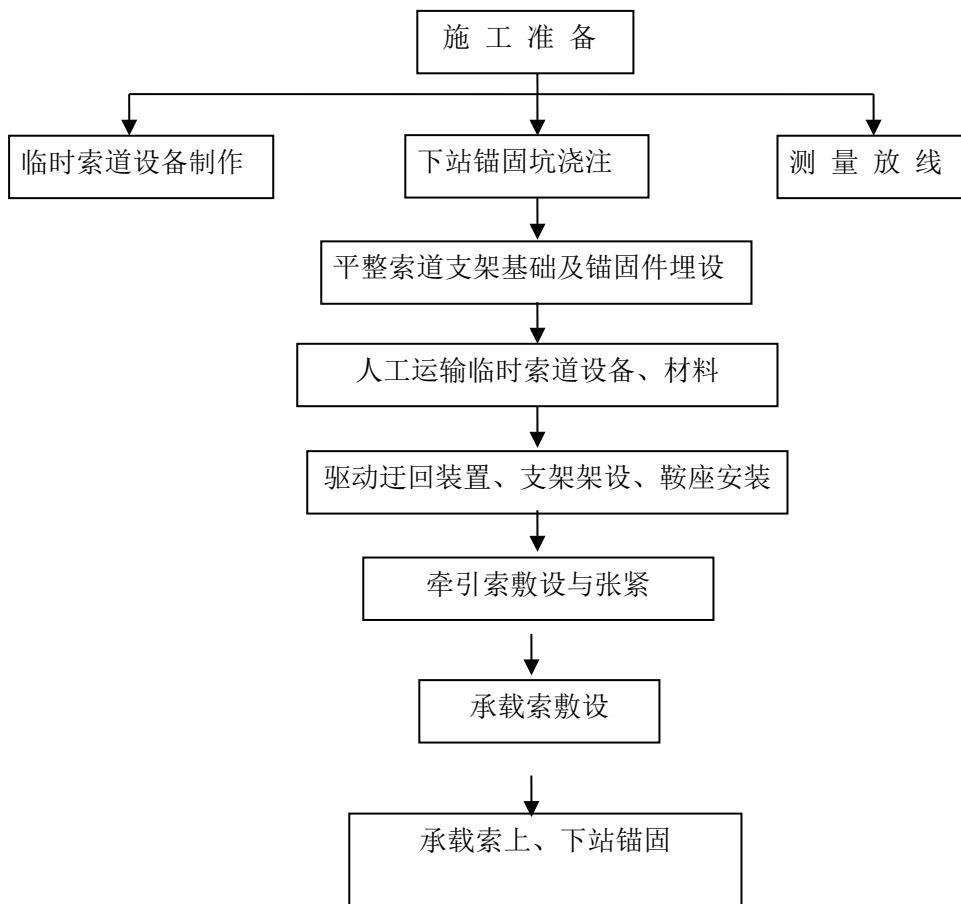 施 工 准 备
临时索道设备制作
下站锚固坑浇注
测 量 放 线
平整索道支架基础及锚固件埋设
人工运输临时索道设备、材料
驱动迂回装置、支架架设、鞍座安装
牵引索敷设与张紧
承载索敷设
承载索上、下站锚固